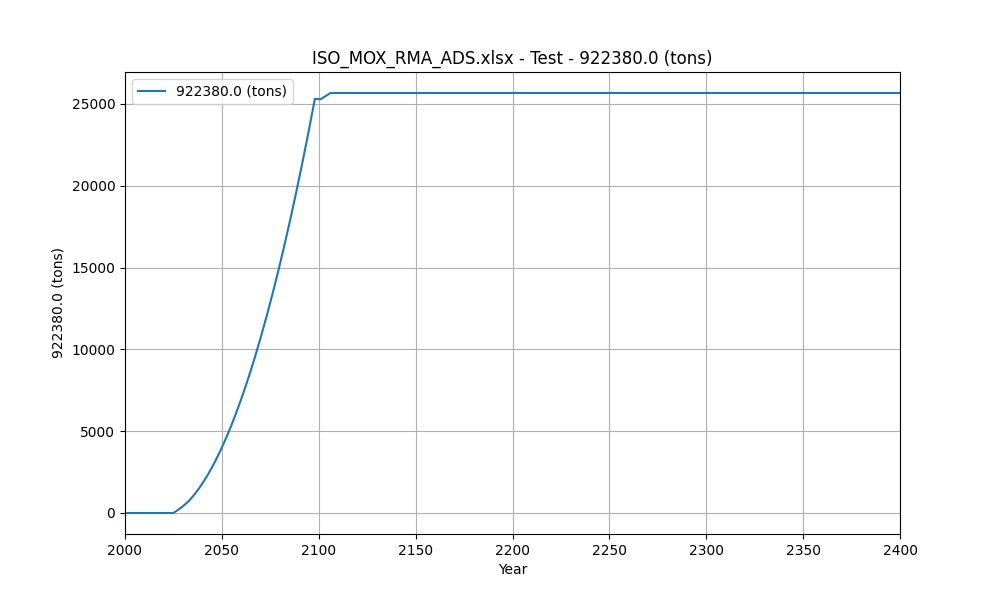 ISO_MOX_RMA_ADS.xlsx - Test - 922380.0 (tons)
922380.0 (tons)
25000
20000
15000
10000
5000
0
922380.0 (tons)
2000 2050 2100 2150 2200 2250 2300 2350 2400
Year